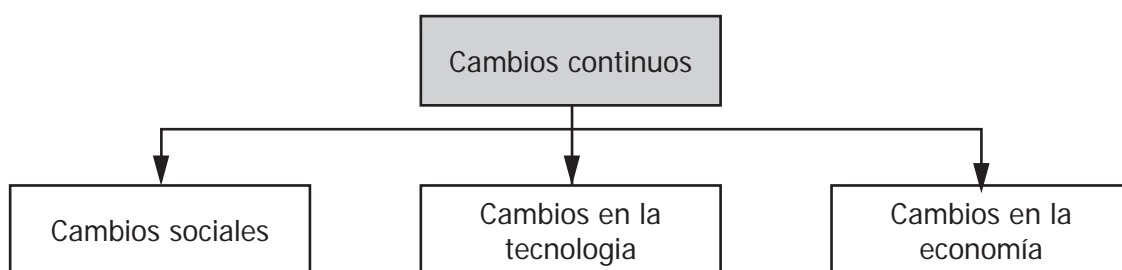 Cambios continuos
Cambios sociales
Cambios en la
tecnologia
Cambios en la
economía